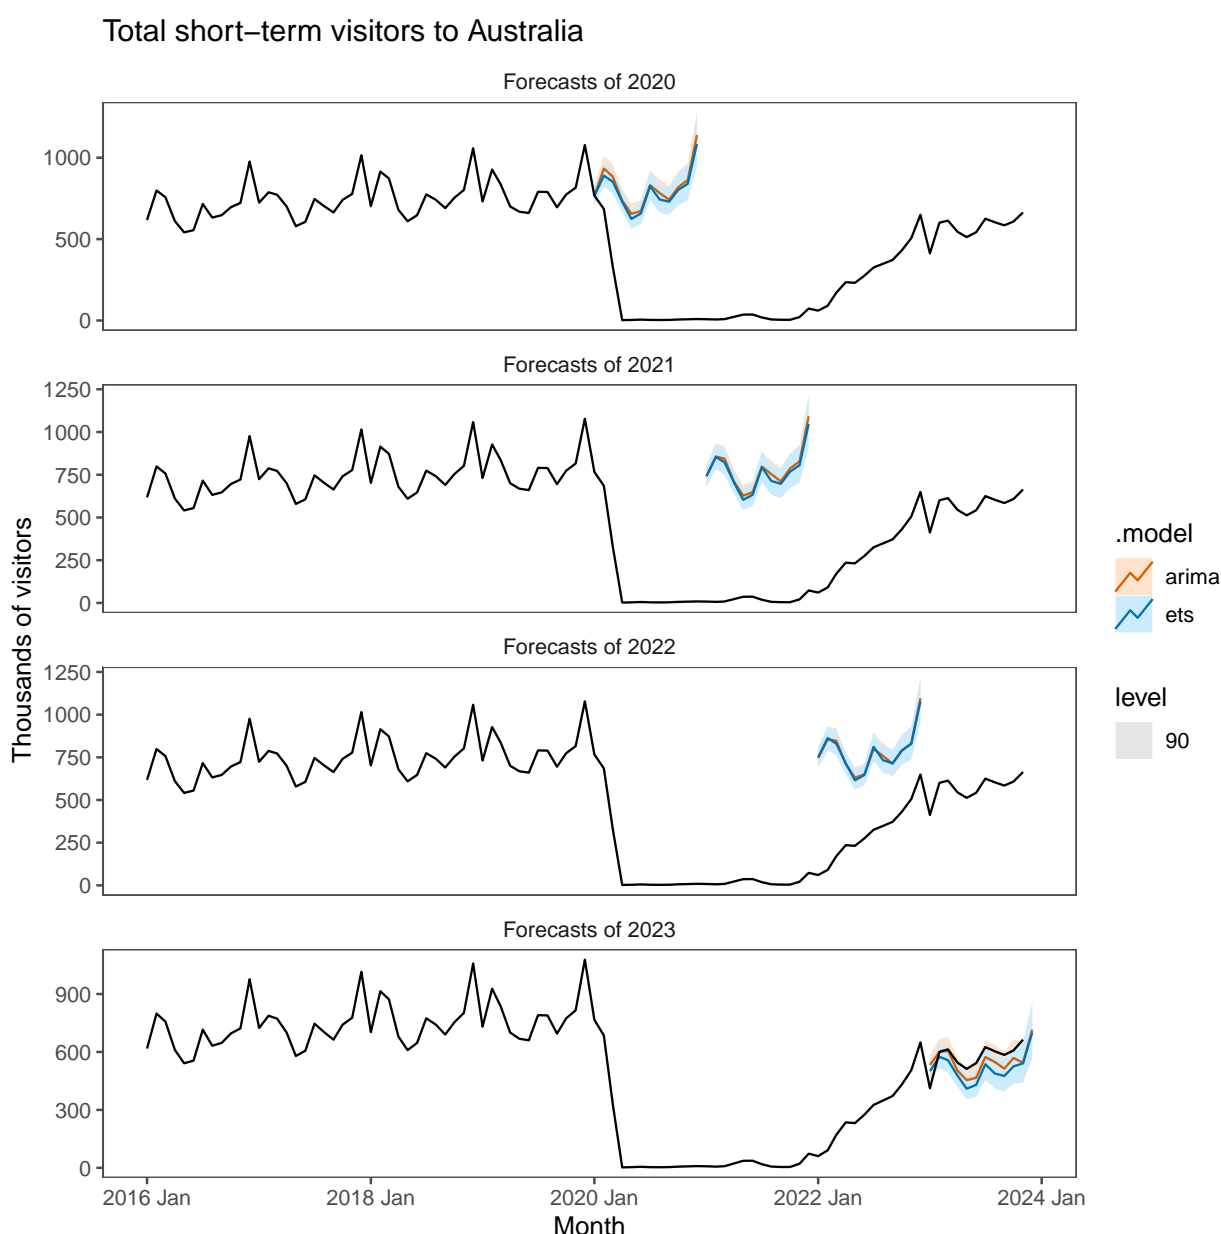 Total short−term visitors to Australia
Forecasts of 2020
1000
500
0
Forecasts of 2021
1250
1000
750
500
250
0
Forecasts of 2022
1250
1000
750
500
250
0
Forecasts of 2023
900
600
300
0
2016 Jan 2018 Jan 2020 Jan 2022 Jan 2024 Jan
Month
Thousands of visitors
.model
arima
ets
level
90